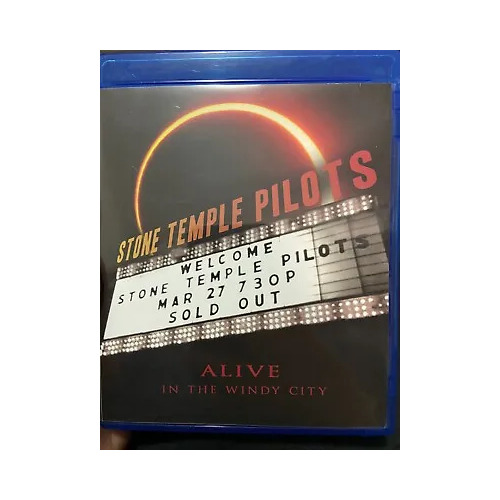 STONE TEMPLE PILOTS
WELCOME
STONE TEMPLE PILOTS
MAR 27 730P
SOLD OUT
ALIVE
IN THE WINDY CITY